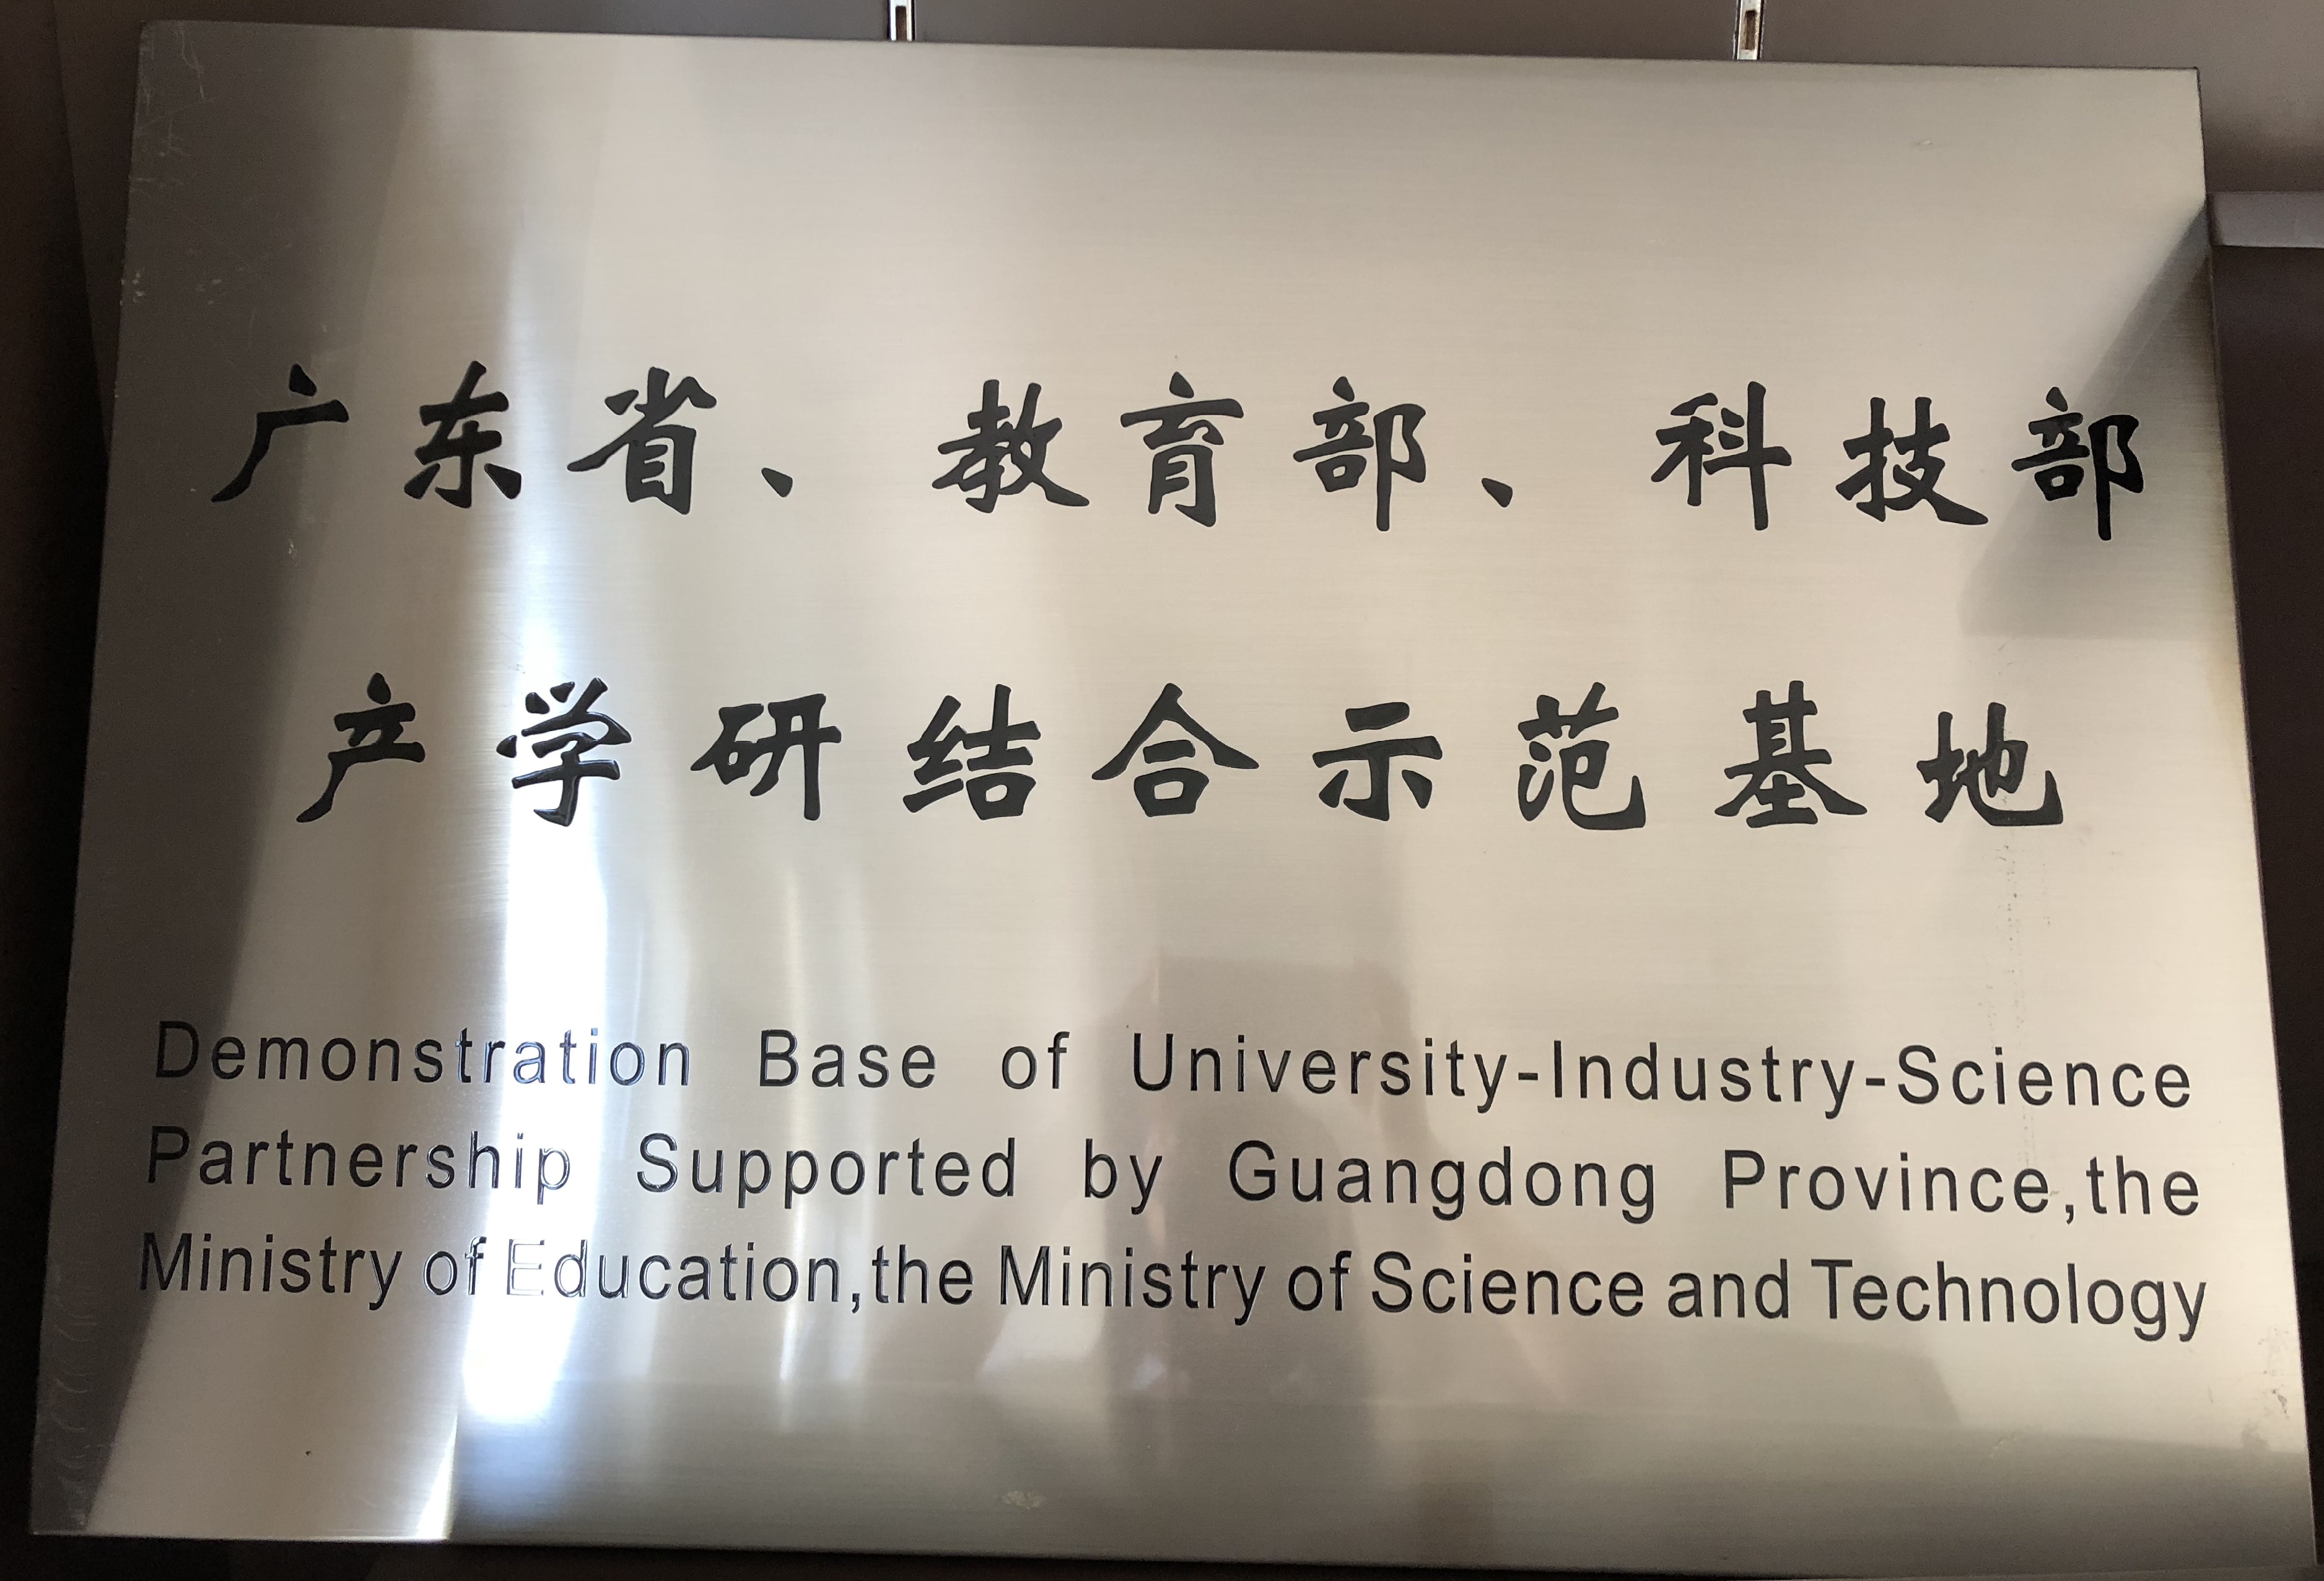 广东省、教育部、科技部
产学研结合示范基地
Demonstration Base of University-Industry-Science
Partnership Supported by Guangdong Province,the
Ministry of Education,the Ministry of Science and Technology